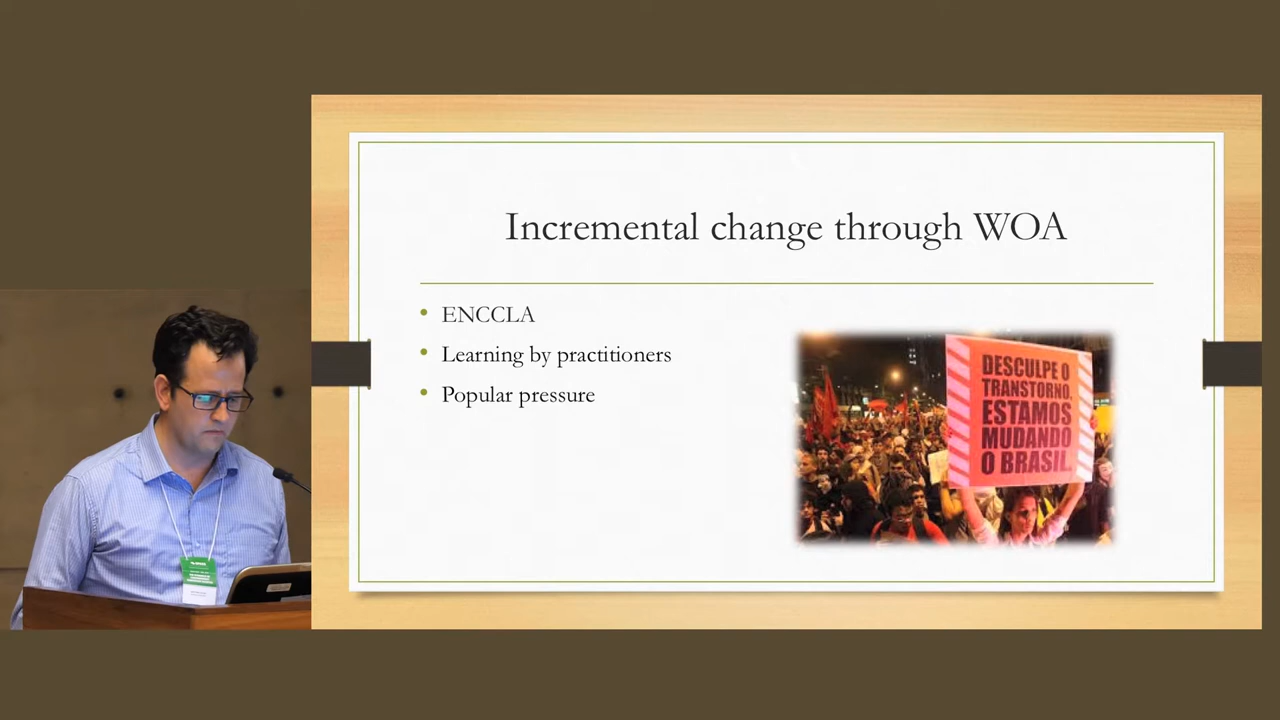 Incremental change through WOA
ENCCLA
Learning by practitioners
Popular pressure
DESCULPE O
TRANSTORNO,
ESTAMOS
MUDANDO
O BRASIL.